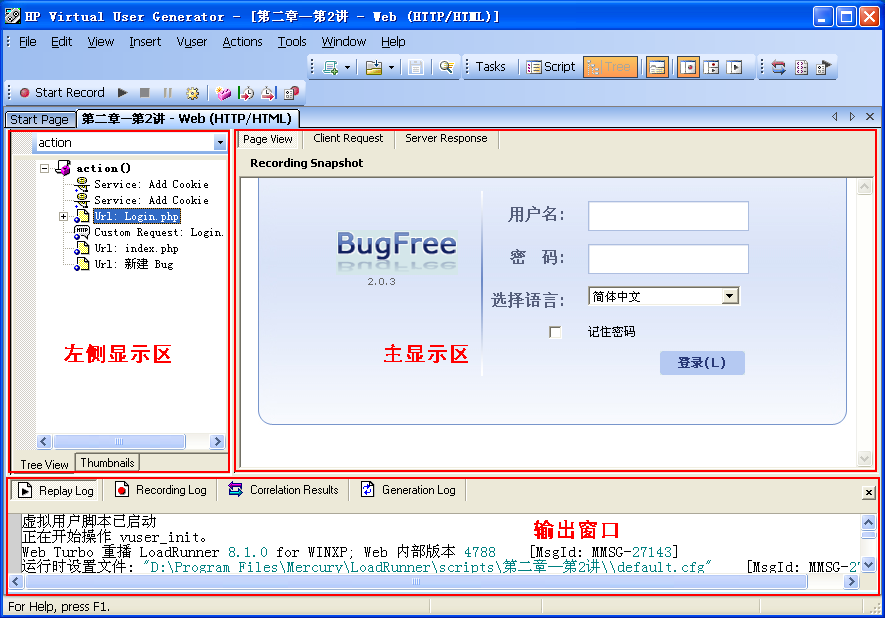 HP Virtual User Generator - [第二章—第2讲 - Web (HTTP/HTML)]
File Edit View Insert Vuser Actions Tools Window Help
Tasks Script Tree
Start Record
Start Page 第二章—第2讲 - Web (HTTP/HTML)
action
action()
Service: Add Cookie
Service: Add Cookie
Url: Login.php
Custom Request: Login.
Url: index.php
Url: 新建 Bug
左侧显示区
Tree View Thumbnails
Page View Client Request Server Response
Recording Snapshot
BugFree
2.0.3
用户名:
密 码:
选择语言: 简体中文
记住密码
登录(L)
主显示区
Replay Log Recording Log Correlation Results Generation Log
虚拟用户脚本已启动
正在开始操作 vuser_init。
Web Turbo 重播 LoadRunner 8.1.0 for WINXP; Web 内部版本 4788 [MsgId: MMSG-27143]
运行时设置文件: "D:\Program Files\Mercury\LoadRunner\scripts\第二章—第2讲\\default.cfg" [MsgId: MMSG-27
输出窗口
For Help, press F1.